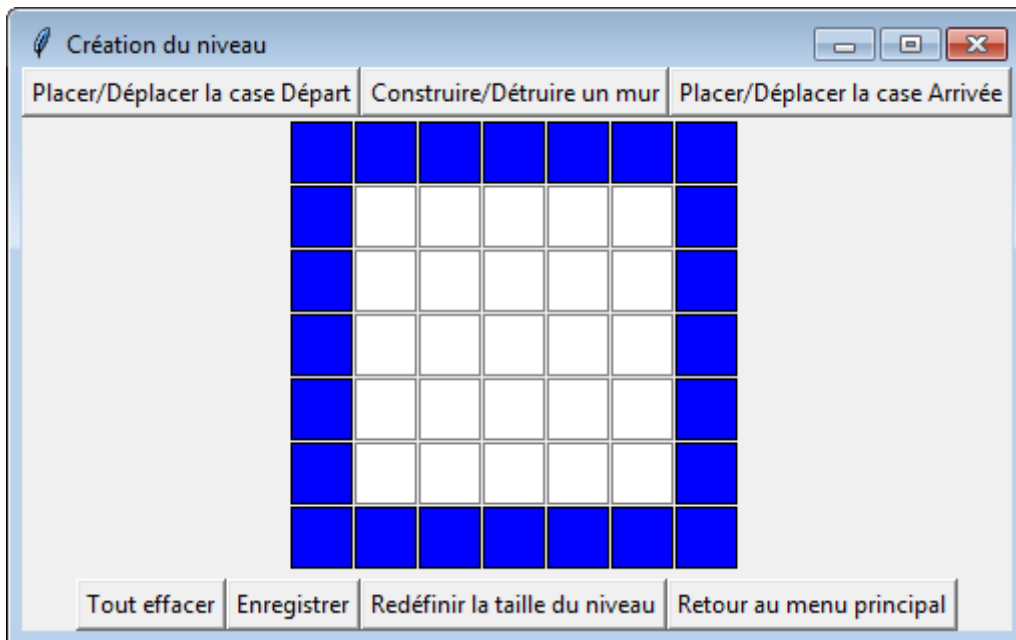 Création du niveau
Placer/Déplacer la case Départ Construire/Détruire un mur Placer/Déplacer la case Arrivée
Tout effacer Enregistrer Redéfinir la taille du niveau Retour au menu principal